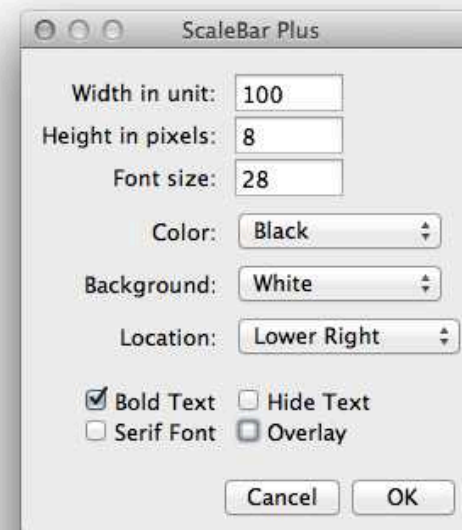 ScaleBar Plus
Width in unit: 100
Height in pixels: 8
Font size: 28
Color: Black
Background: White
Location: Lower Right
Bold Text Hide Text
Serif Font Overlay
Cancel OK